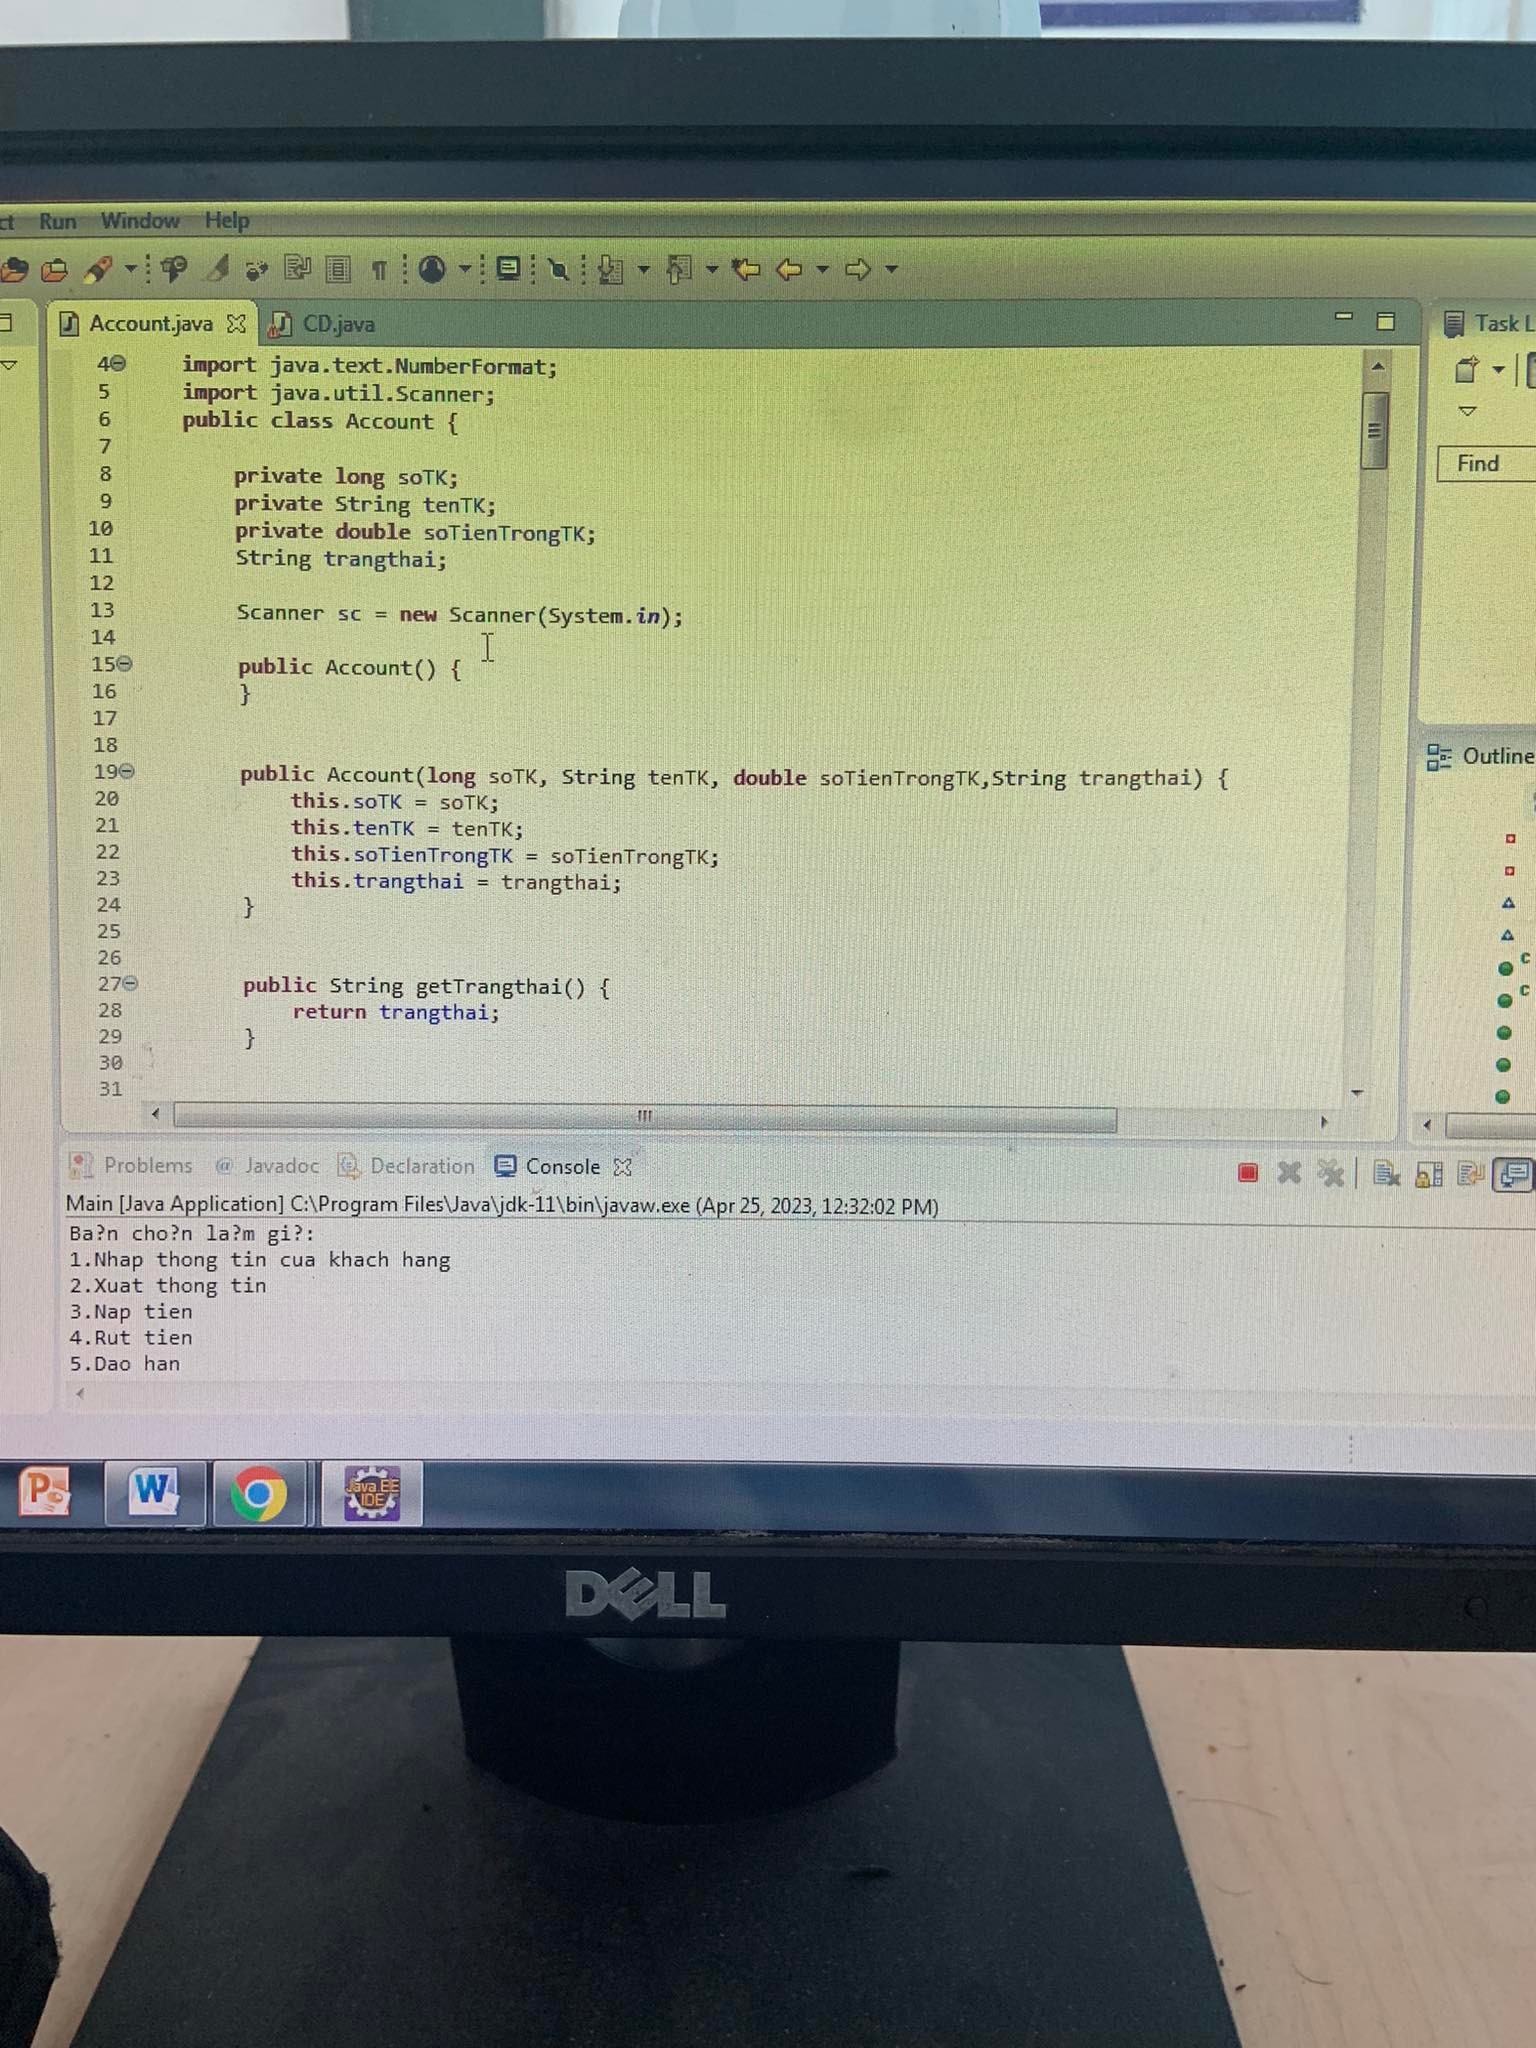 ct Run Window Help
Account.java CD.java
Task L
4 import java.text.NumberFormat;
5 import java.util.Scanner;
6 public class Account {
7
8 private long soTK;
9 private String tenTK;
10 private double soTienTrongTK;
11 String trangthai;
12
13 Scanner sc = new Scanner(System.in);
14
15 public Account() {
16 }
17
18
19 public Account(long soTK, String tenTK, double soTienTrongTK,String trangthai) {
20 this.soTK = soTK;
21 this.tenTK = tenTK;
22 this.soTienTrongTK = soTienTrongTK;
23 this.trangthai = trangthai;
24 }
25
26
27 public String getTrangthai() {
28 return trangthai;
29 }
30
31
Find
Outline
Problems @ Javadoc Declaration Console
Main [Java Application] C:\Program Files\Java\jdk-11\bin\javaw.exe (Apr 25, 2023, 12:32:02 PM)
Ba?n cho?n la?m gi?:
1.Nhap thong tin cua khach hang
2.Xuat thong tin
3.Nap tien
4.Rut tien
5.Dao han
P W Java EE
IDE
DELL